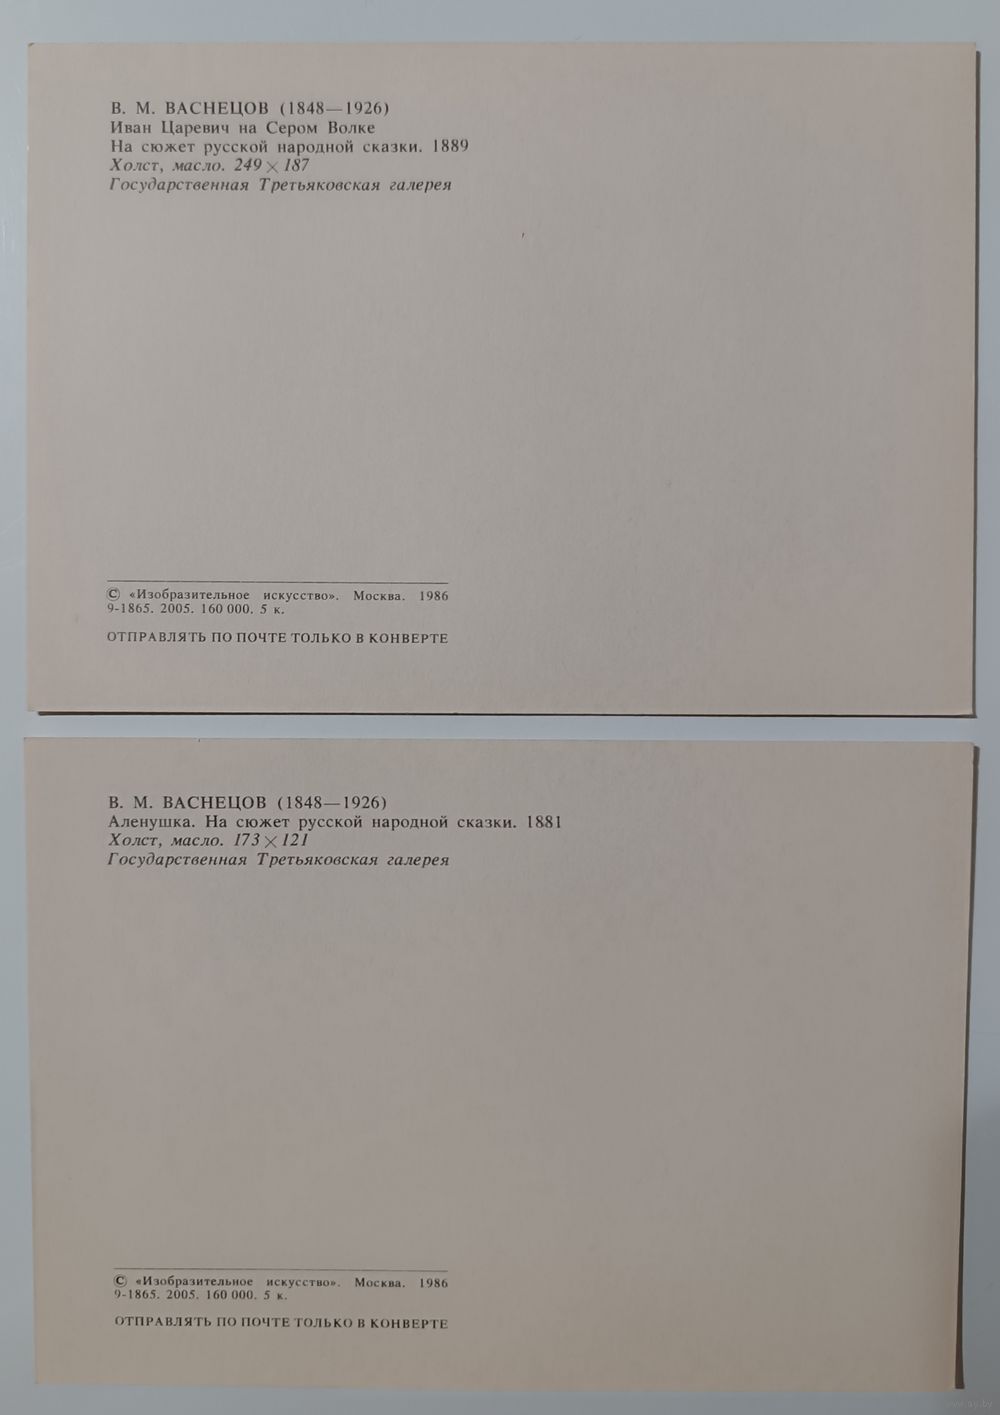 В. М. ВАСНЕЦОВ (1848—1926)
Иван Царевич на Сером Волке
На сюжет русской народной сказки. 1889
Холст, масло. 249 × 187
Государственная Третьяковская галерея
© «Изобразительное искусство». Москва. 1986
9-1865. 2005. 160 000. 5 к.
ОТПРАВЛЯТЬ ПО ПОЧТЕ ТОЛЬКО В КОНВЕРТЕ
В. М. ВАСНЕЦОВ (1848—1926)
Аленушка. На сюжет русской народной сказки. 1881
Холст, масло. 173 × 121
Государственная Третьяковская галерея
© «Изобразительное искусство». Москва. 1986
9-1865. 2005. 160 000. 5 к.
ОТПРАВЛЯТЬ ПО ПОЧТЕ ТОЛЬКО В КОНВЕРТЕ